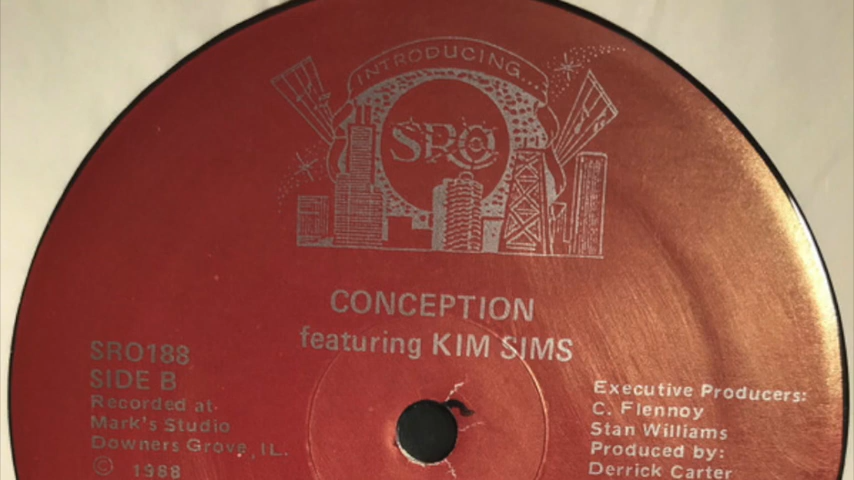 INTRODUCING...
SRO
CONCEPTION
featuring KIM SIMS
SRO188
SIDE B
Recorded at
Mark's Studio
Downers Grove, IL.
© 1988
Executive Producers:
C. Flennoy
Stan Williams
Produced by:
Derrick Carter